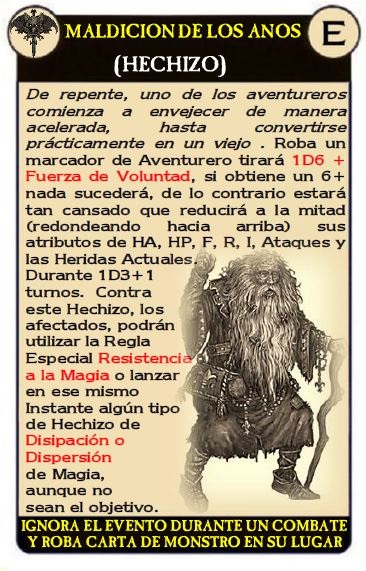 MALDICION DE LOS ANOS
E
(HECHIZO)
De repente, uno de los aventureros
comienza a envejecer de manera
acelerada, hasta convertirse
prácticamente en un viejo . Roba un
marcador de Aventurero tirará 1D6 +
Fuerza de Voluntad, si obtiene un 6+
nada sucederá, de lo contrario estará
tan cansado que reducirá a la mitad
(redondeando hacia arriba) sus
atributos de HA, HP, F, R, I, Ataques y
las Heridas Actuales.
Durante 1D3+1
turnos. Contra
este Hechizo, los
afectados, podrán
utilizar la Regla
Especial Resistencia
a la Magia o lanzar
en ese mismo
Instante algún tipo
de Hechizo de
Disipación o
Dispersión
de Magia,
aunque no
sean el objetivo.
IGNORA EL EVENTO DURANTE UN COMBATE
Y ROBA CARTA DE MONSTRO EN SU LUGAR